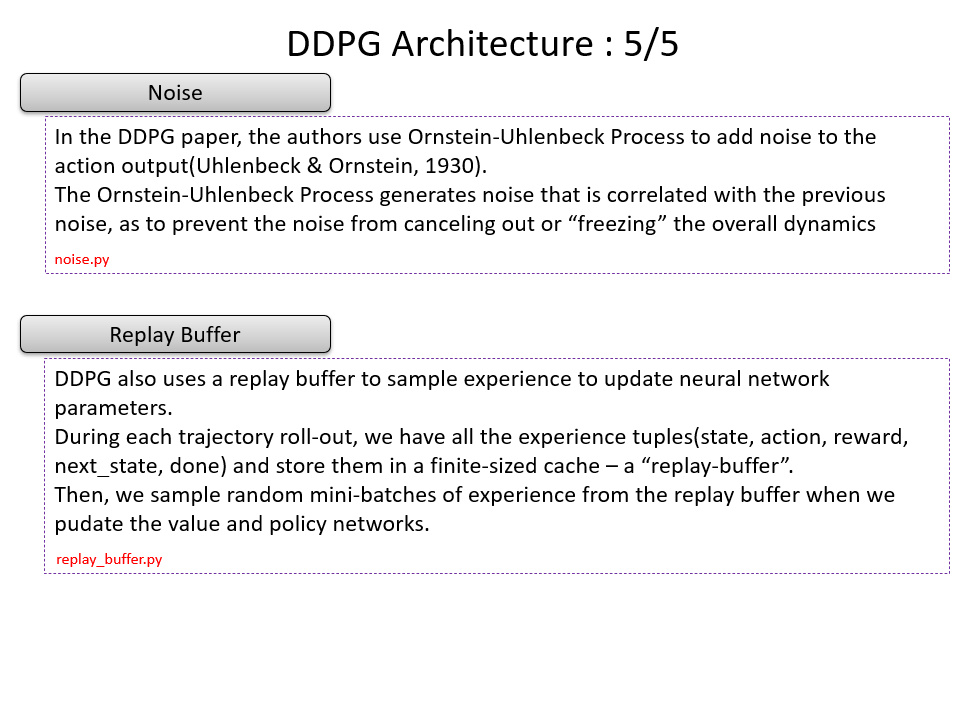 DDPG Architecture : 5/5
Noise
In the DDPG paper, the authors use Ornstein-Uhlenbeck Process to add noise to the
action output(Uhlenbeck & Ornstein, 1930).
The Ornstein-Uhlenbeck Process generates noise that is correlated with the previous
noise, as to prevent the noise from canceling out or “freezing” the overall dynamics
noise.py
Replay Buffer
DDPG also uses a replay buffer to sample experience to update neural network
parameters.
During each trajectory roll-out, we have all the experience tuples(state, action, reward,
next_state, done) and store them in a finite-sized cache – a “replay-buffer”.
Then, we sample random mini-batches of experience from the replay buffer when we
pudate the value and policy networks.
replay_buffer.py